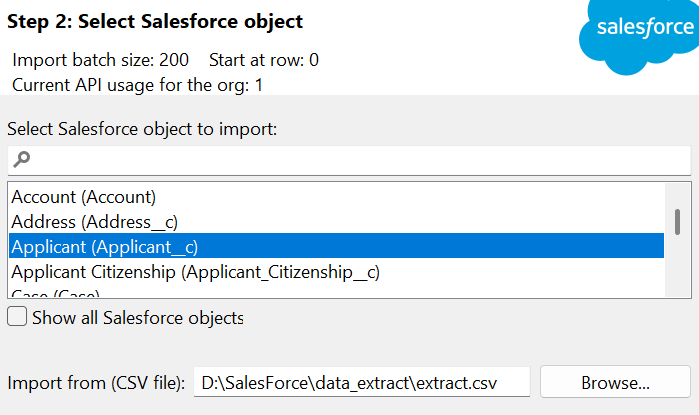 Step 2: Select Salesforce object
salesforce
Import batch size: 200 Start at row: 0
Current API usage for the org: 1
Select Salesforce object to import:
Account (Account)
Address (Address__c)
Applicant (Applicant__c)
Applicant Citizenship (Applicant_Citizenship__c)
Case (Case)
Show all Salesforce objects
Import from (CSV file): D:\SalesForce\data_extract\extract.csv Browse...